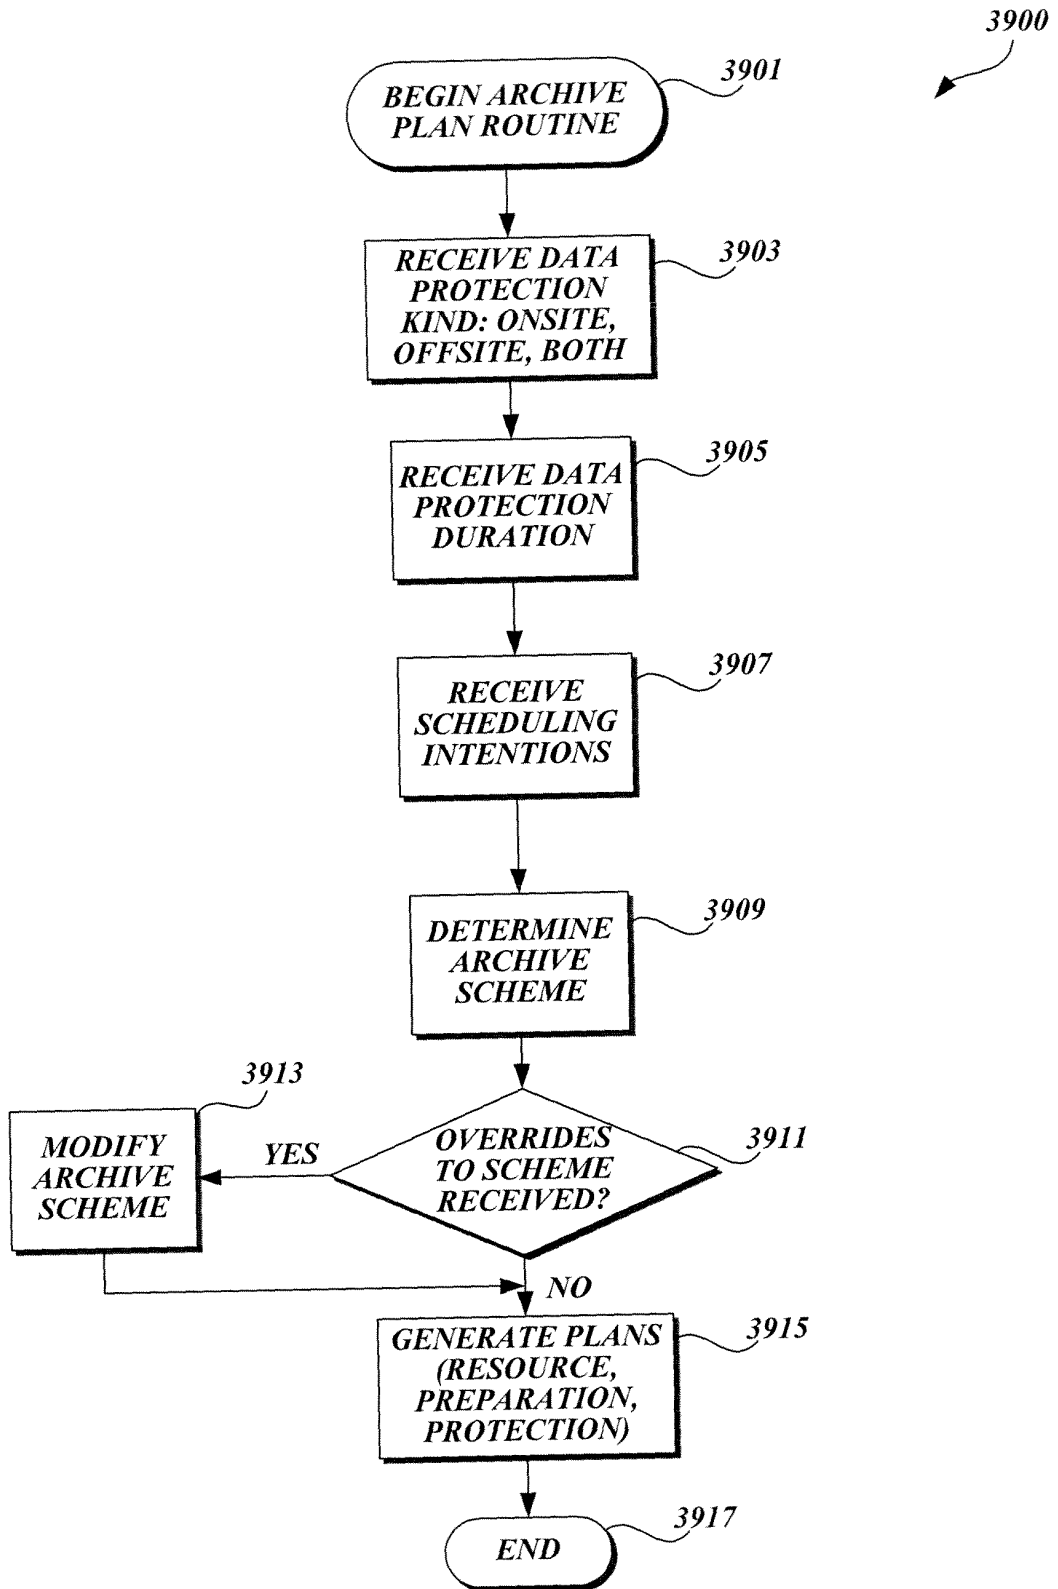 3900
BEGIN ARCHIVE
PLAN ROUTINE
3901
RECEIVE DATA
PROTECTION
KIND: ONSITE,
OFFSITE, BOTH
3903
RECEIVE DATA
PROTECTION
DURATION
3905
RECEIVE
SCHEDULING
INTENTIONS
3907
DETERMINE
ARCHIVE
SCHEME
3909
OVERRIDES
TO SCHEME
RECEIVED?
3911
YES
3913
MODIFY
ARCHIVE
SCHEME
NO
GENERATE PLANS
(RESOURCE,
PREPARATION,
PROTECTION)
3915
END
3917